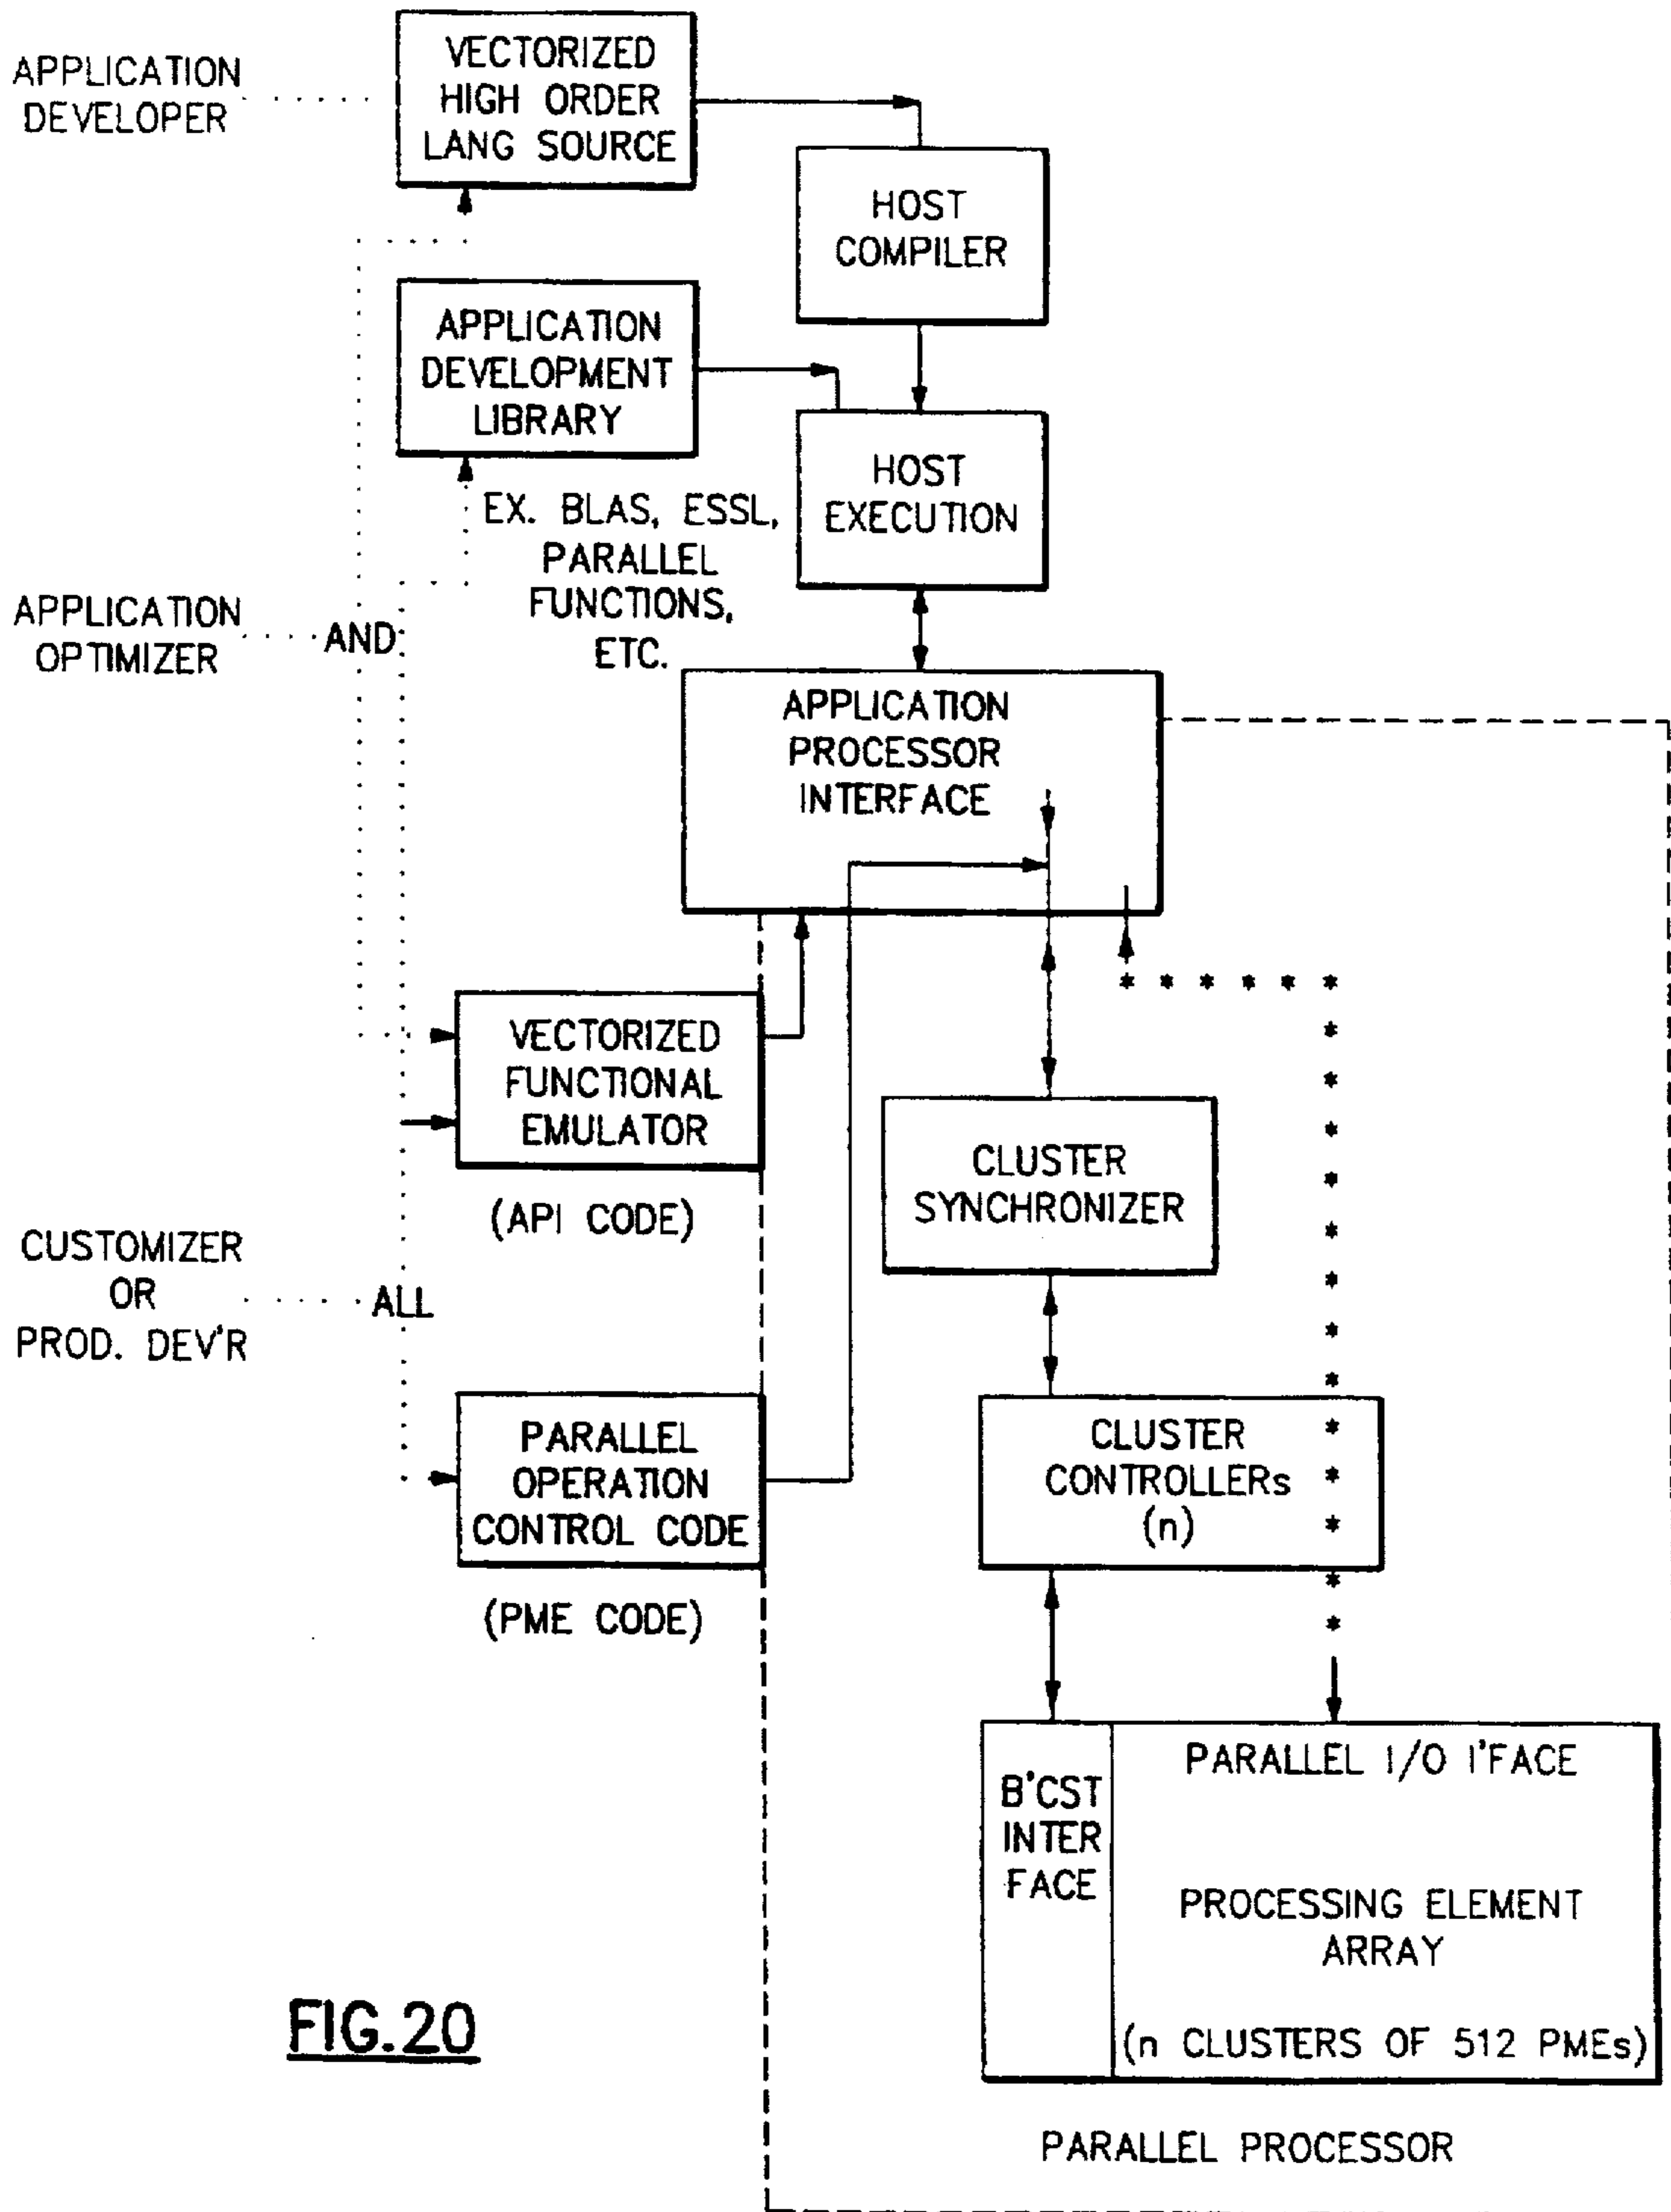 APPLICATION
DEVELOPER
VECTORIZED
HIGH ORDER
LANG SOURCE
HOST
COMPILER
APPLICATION
DEVELOPMENT
LIBRARY
HOST
EXECUTION
EX. BLAS, ESSL,
PARALLEL
FUNCTIONS,
ETC.
APPLICATION
OPTIMIZER
AND
APPLICATION
PROCESSOR
INTERFACE
VECTORIZED
FUNCTIONAL
EMULATOR
(API CODE)
CLUSTER
SYNCHRONIZER
CUSTOMIZER
OR
PROD. DEV'R
ALL
PARALLEL
OPERATION
CONTROL CODE
(PME CODE)
CLUSTER
CONTROLLERs
(n)
B'CST
INTER
FACE
PARALLEL I/O I'FACE
PROCESSING ELEMENT
ARRAY
(n CLUSTERS OF 512 PMEs)
PARALLEL PROCESSOR
FIG.20